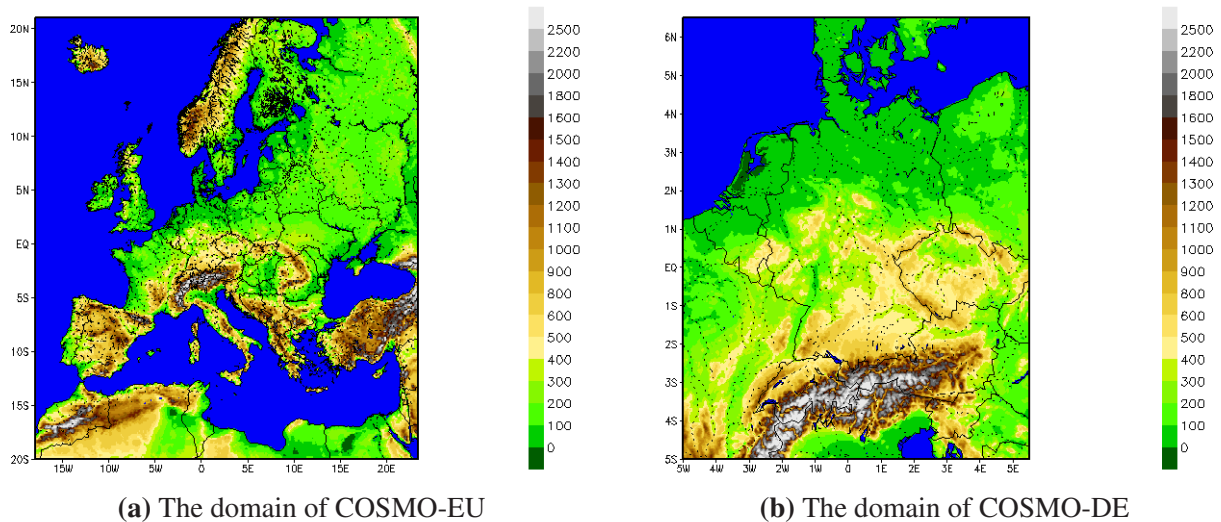 20N
15N
10N
5N
EQ
5S
10S
15S
20S
15W 10W 5W 0 5E 10E 15E 20E
2500
2200
2000
1800
1600
1500
1400
1300
1200
1100
1000
900
800
700
600
500
400
300
200
100
0
(a) The domain of COSMO-EU
6N
5N
4N
3N
2N
1N
EQ
1S
2S
3S
4S
5S
5W 4W 3W 2W 1W 0 1E 2E 3E 4E 5E
2500
2200
2000
1800
1600
1500
1400
1300
1200
1100
1000
900
800
700
600
500
400
300
200
100
0
(b) The domain of COSMO-DE